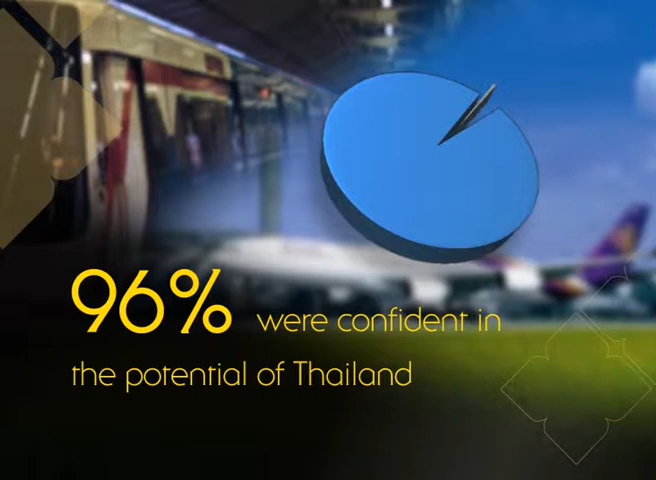 96% were confident in
the potential of Thailand